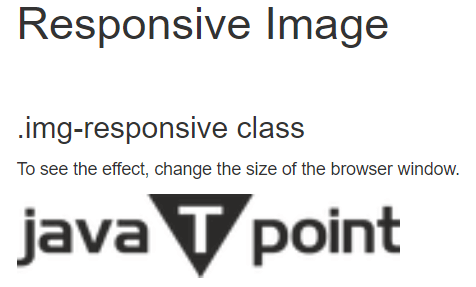 Responsive Image
.img-responsive class
To see the effect, change the size of the browser window.
java T point